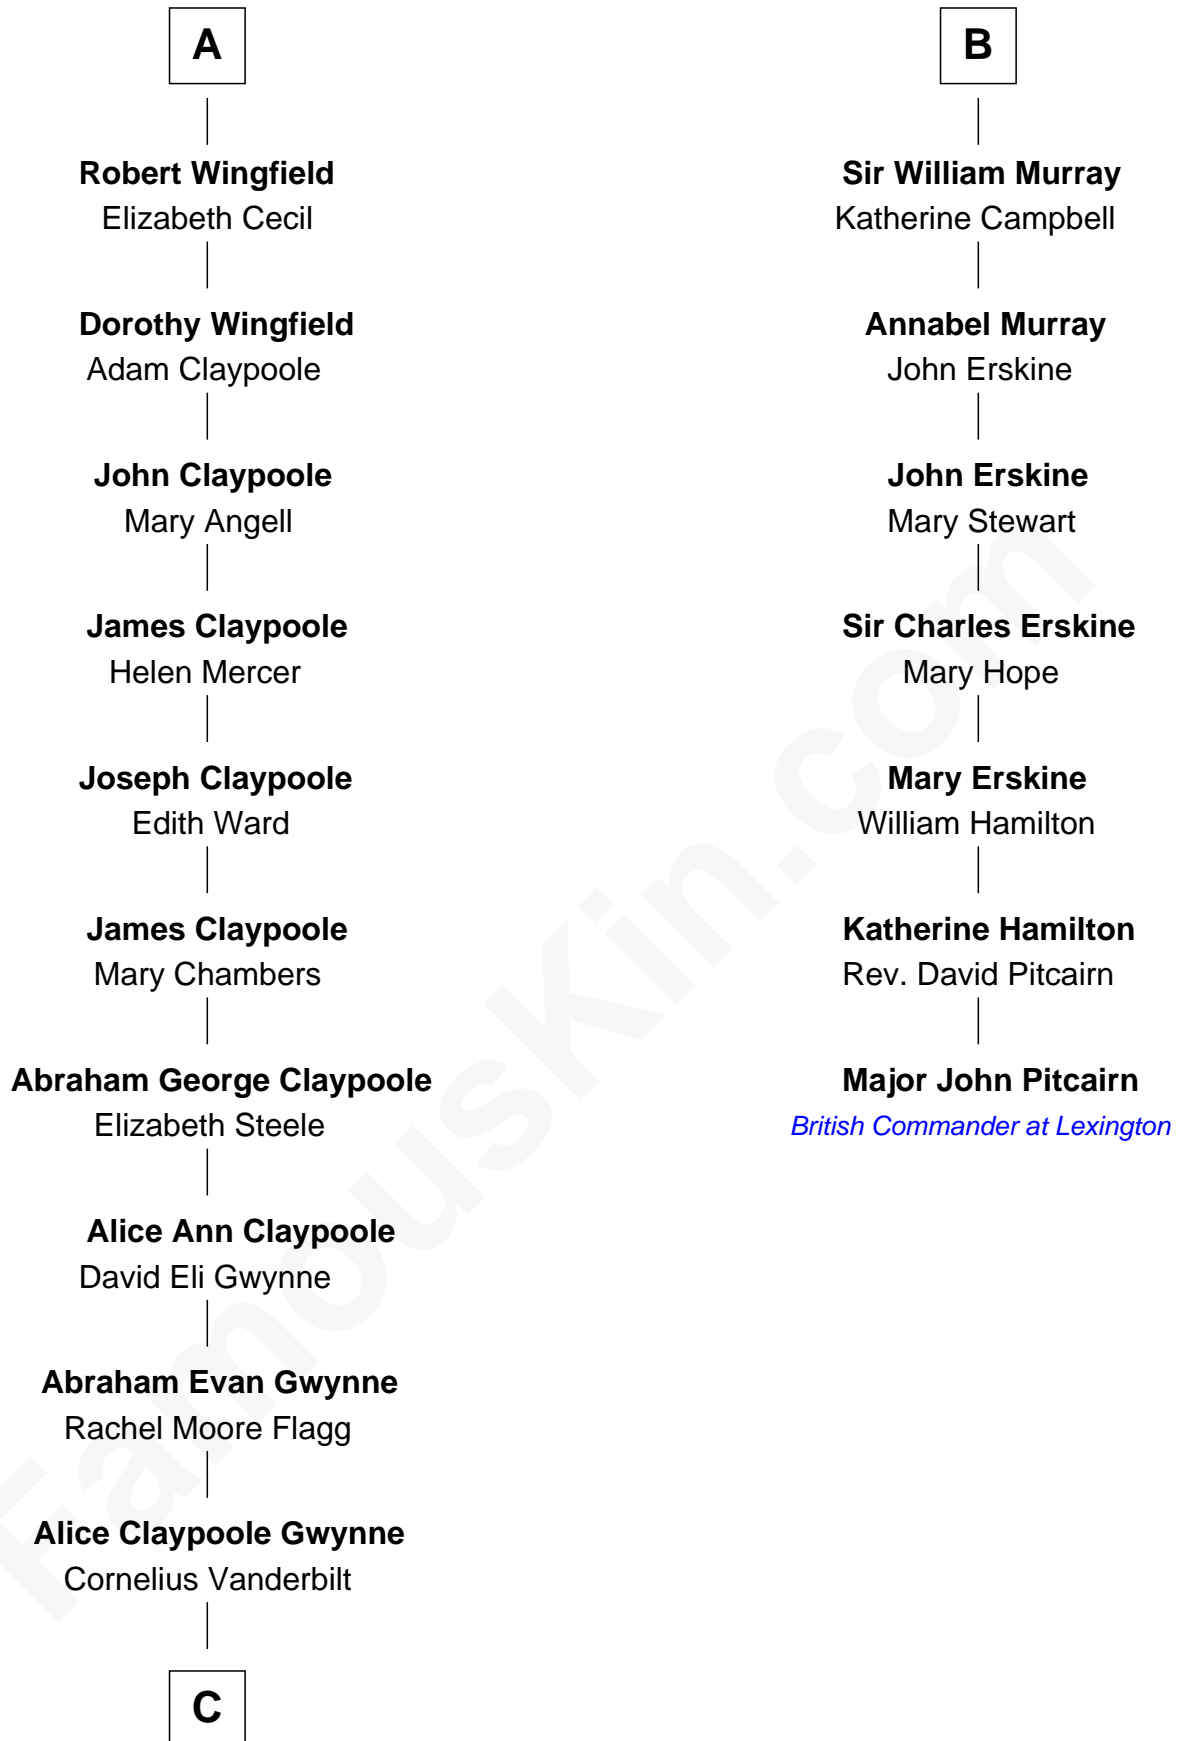 A
Robert Wingfield
Elizabeth Cecil
Dorothy Wingfield
Adam Claypoole
John Claypoole
Mary Angell
James Claypoole
Helen Mercer
Joseph Claypoole
Edith Ward
James Claypoole
Mary Chambers
Abraham George Claypoole
Elizabeth Steele
Alice Ann Claypoole
David Eli Gwynne
Abraham Evan Gwynne
Rachel Moore Flagg
Alice Claypoole Gwynne
Cornelius Vanderbilt
C
B
Sir William Murray
Katherine Campbell
Annabel Murray
John Erskine
John Erskine
Mary Stewart
Sir Charles Erskine
Mary Hope
Mary Erskine
William Hamilton
Katherine Hamilton
Rev. David Pitcairn
Major John Pitcairn
British Commander at Lexington
FamousKin.com